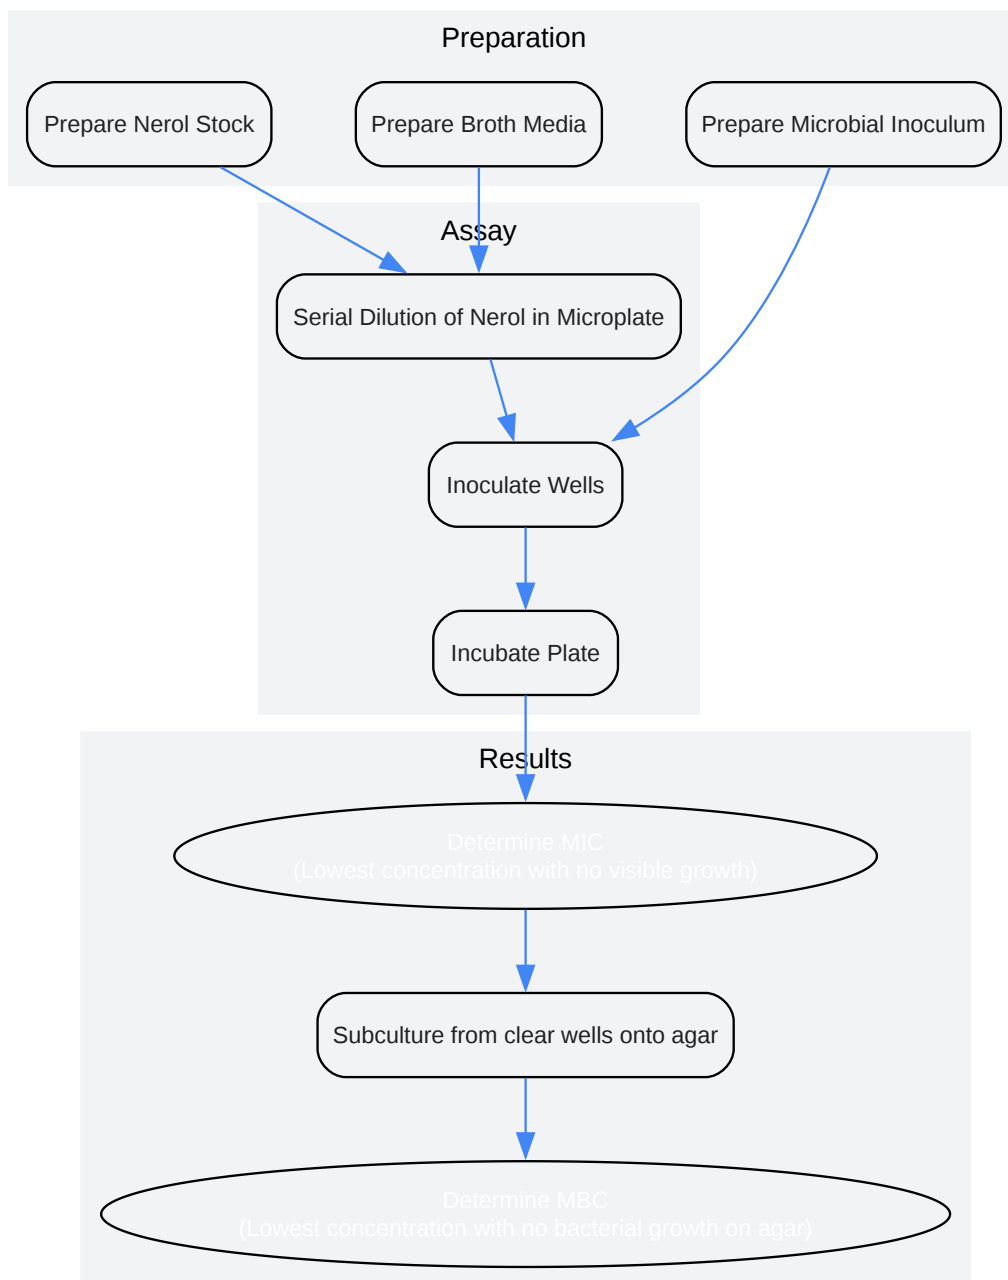 Preparation
Prepare Nerol Stock
Prepare Broth Media
Prepare Microbial Inoculum
Assay
Serial Dilution of Nerol in Microplate
Inoculate Wells
Incubate Plate
Results
Determine MIC
(Lowest concentration with no visible growth)
Subculture from clear wells onto agar
Determine MBC
(Lowest concentration with no bacterial growth on agar)